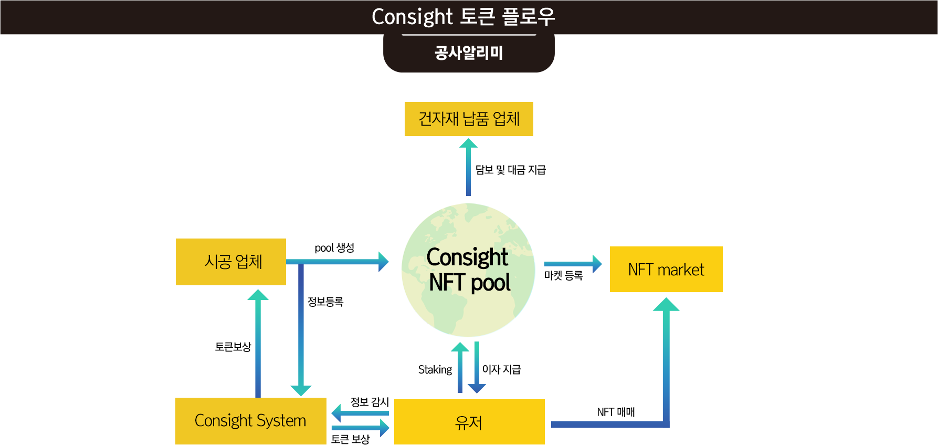 Consight 토큰 플로우
공사알리미
건자재 납품 업체
담보 및 대금 지급
시공 업체
pool 생성
Consight
NFT pool
마켓 등록
NFT market
정보등록
토큰보상
Staking
이자 지급
Consight System
정보 감시
토큰 보상
유저
NFT 매매